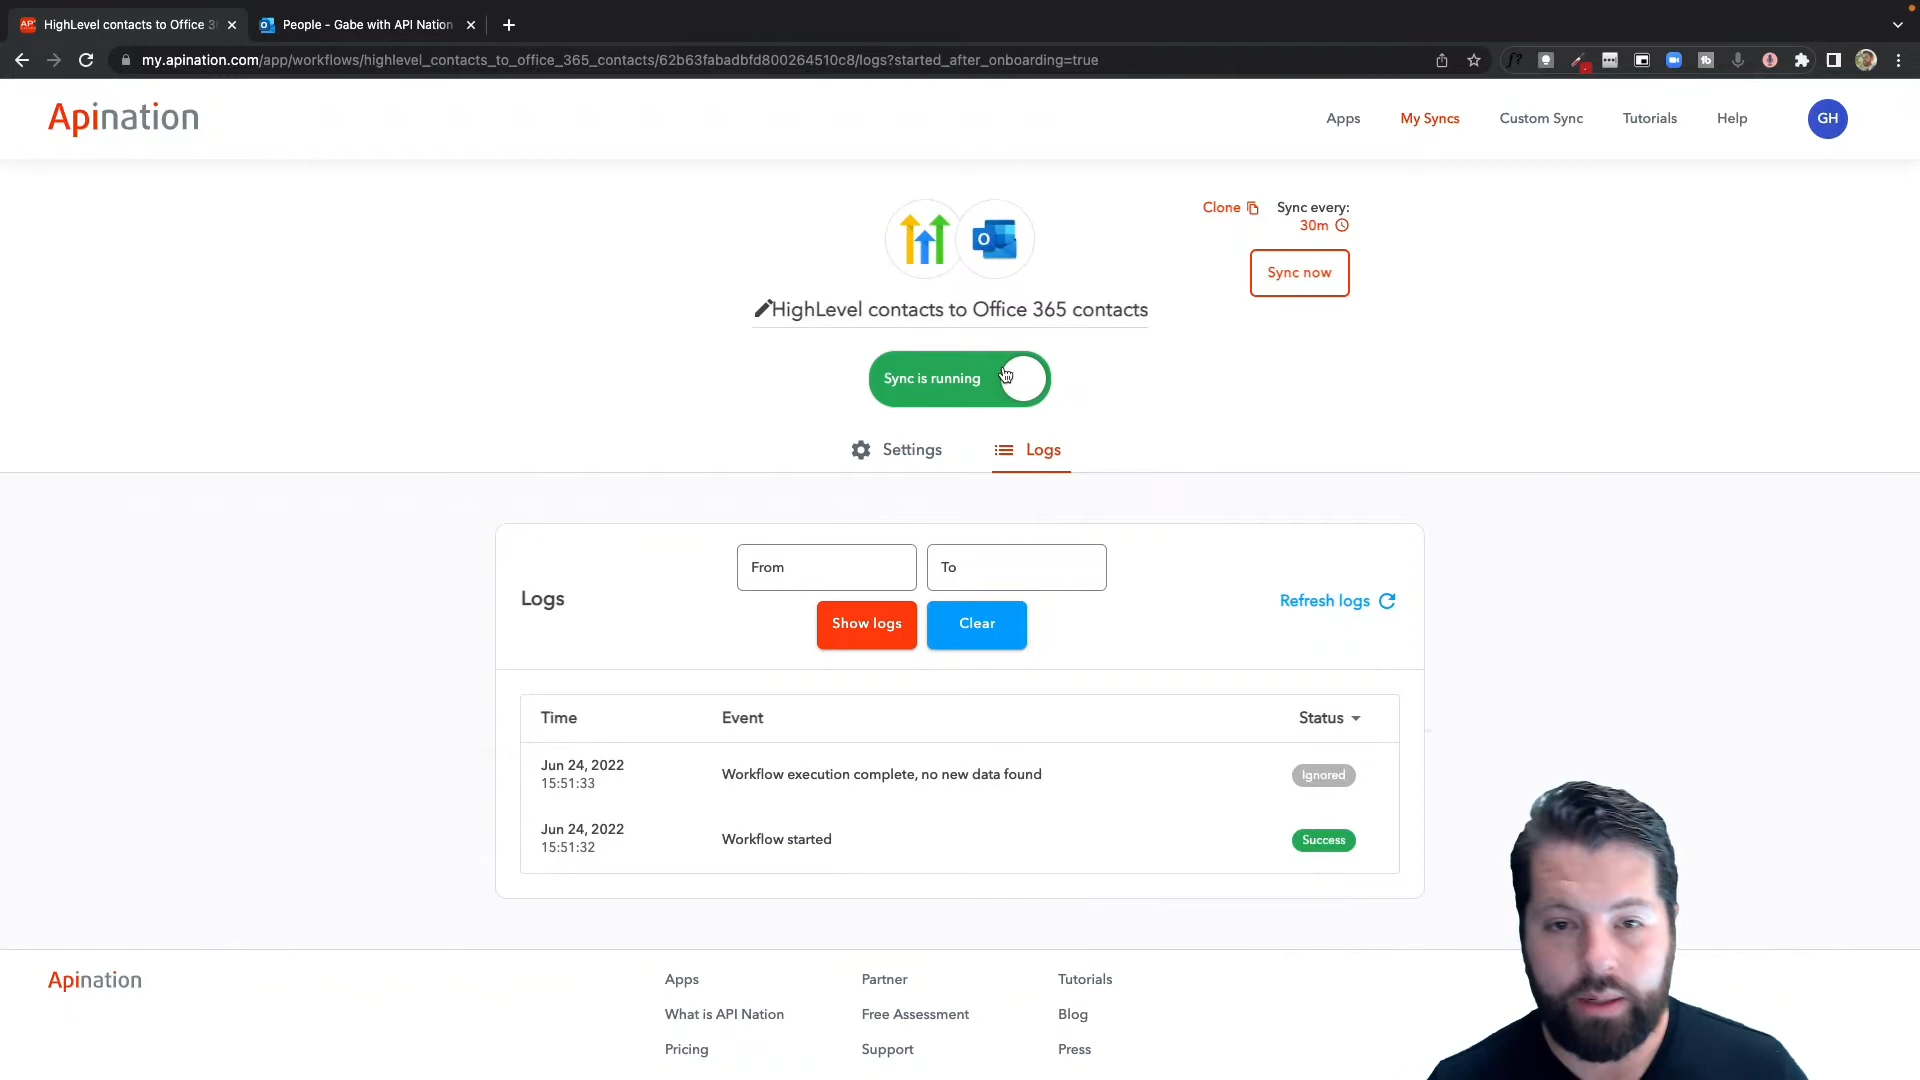 HighLevel contacts to Office 3
People - Gabe with API Nation
my.apination.com/app/workflows/highlevel_contacts_to_office_365_contacts/62b63fabadbfd800264510c8/logs?started_after_onboarding=true
Apination
Apps
My Syncs
Custom Sync
Tutorials
Help
GH
Clone
Sync every:
30m
Sync now
HighLevel contacts to Office 365 contacts
Sync is running
Settings
Logs
Logs
From
To
Show logs
Clear
Refresh logs
Time
Event
Status
Jun 24, 2022
15:51:33
Workflow execution complete, no new data found
Ignored
Jun 24, 2022
15:51:32
Workflow started
Success
Apination
Apps
Partner
Tutorials
What is API Nation
Free Assessment
Blog
Pricing
Support
Press